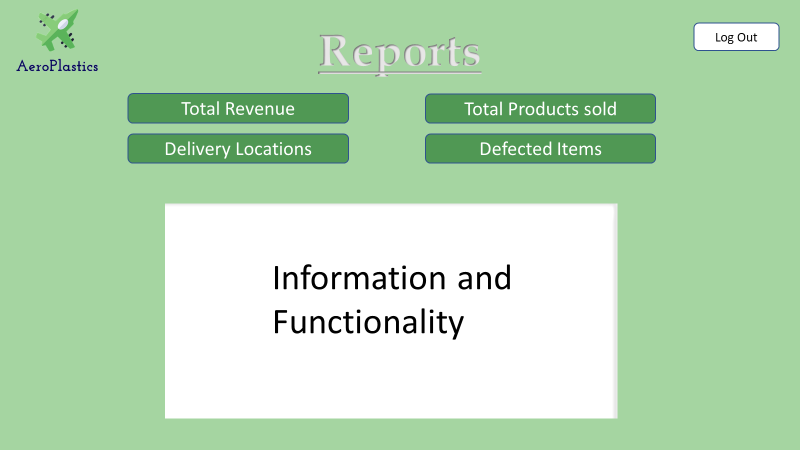 AeroPlastics
Reports
Log Out
Total Revenue
Total Products sold
Delivery Locations
Defected Items
Information and
Functionality